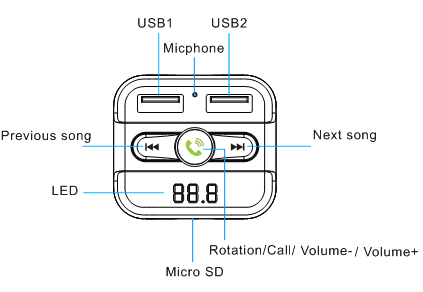 USB1 USB2
Micphone
Previous song
Next song
LED
88.8
Rotation/Call/ Volume-/ Volume+
Micro SD